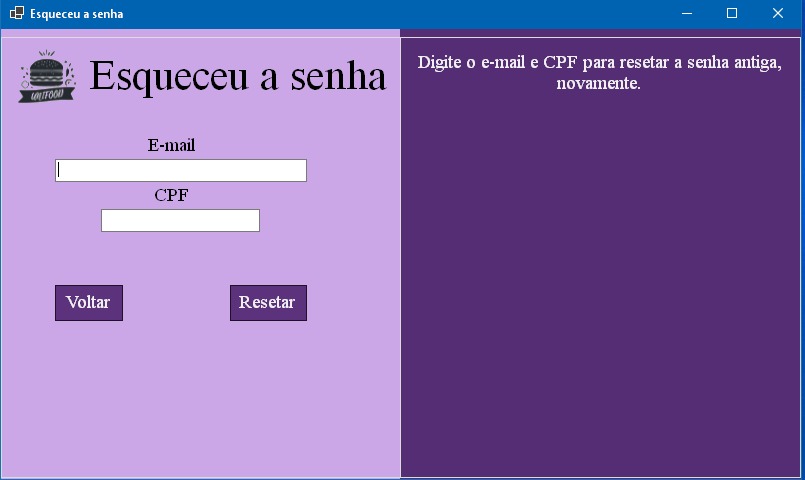 Esqueceu a senha
UNIFOOD
Esqueceu a senha
E-mail
CPF
Voltar
Resetar
Digite o e-mail e CPF para resetar a senha antiga,
novamente.